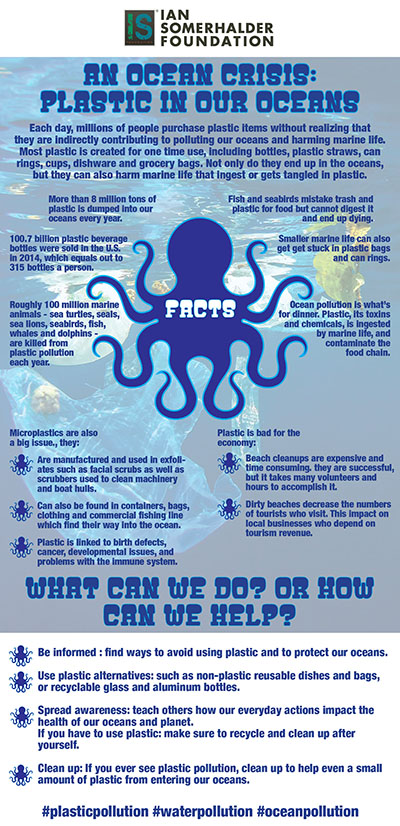 IS
IAN
SOMERHALDER
FOUNDATION
AN OCEAN CRISIS:
PLASTIC IN OUR OCEANS
Each day, millions of people purchase plastic items without realizing that
they are indirectly contributing to polluting our oceans and harming marine life.
Most plastic is created for one time use, including bottles, plastic straws, can
rings, cups, dishware and grocery bags. Not only do they end up in the oceans,
but they can also harm marine life that ingest or gets tangled in plastic.
More than 8 million tons of
plastic is dumped into our
oceans every year.
100.7 billion plastic beverage
bottles were sold in the U.S.
in 2014, which equals out to
315 bottles a person.
Roughly 100 million marine
animals - sea turtles, seals,
sea lions, seabirds, fish,
whales and dolphins -
are killed from
plastic pollution
each year.
FACTS
Fish and seabirds mistake trash and
plastic for food but cannot digest it
and end up dying.
Smaller marine life can also
get get stuck in plastic bags
and can rings.
Ocean pollution is what's
for dinner. Plastic, its toxins
and chemicals, is ingested
by marine life, and
contaminate the
food chain.
Microplastics are also
a big issue., they:
Are manufactured and used in exfoli-
ates such as facial scrubs as well as
scrubbers used to clean machinery
and boat hulls.
Can also be found in containers, bags,
clothing and commercial fishing line
which find their way into the ocean.
Plastic is linked to birth defects,
cancer, developmental issues, and
problems with the immune system.
Plastic is bad for the
economy:
Beach cleanups are expensive and
time consuming. they are successful,
but it takes many volunteers and
hours to accomplish it.
Dirty beaches decrease the numbers
of tourists who visit. This impact on
local businesses who depend on
tourism revenue.
WHAT CAN WE DO? OR HOW
CAN WE HELP?
Be informed : find ways to avoid using plastic and to protect our oceans.
Use plastic alternatives: such as non-plastic reusable dishes and bags,
or recyclable glass and aluminum bottles.
Spread awareness: teach others how our everyday actions impact the
health of our oceans and planet.
If you have to use plastic: make sure to recycle and clean up after
yourself.
Clean up: If you ever see plastic pollution, clean up to help even a small
amount of plastic from entering our oceans.
#plasticpollution #waterpollution #oceanpollution